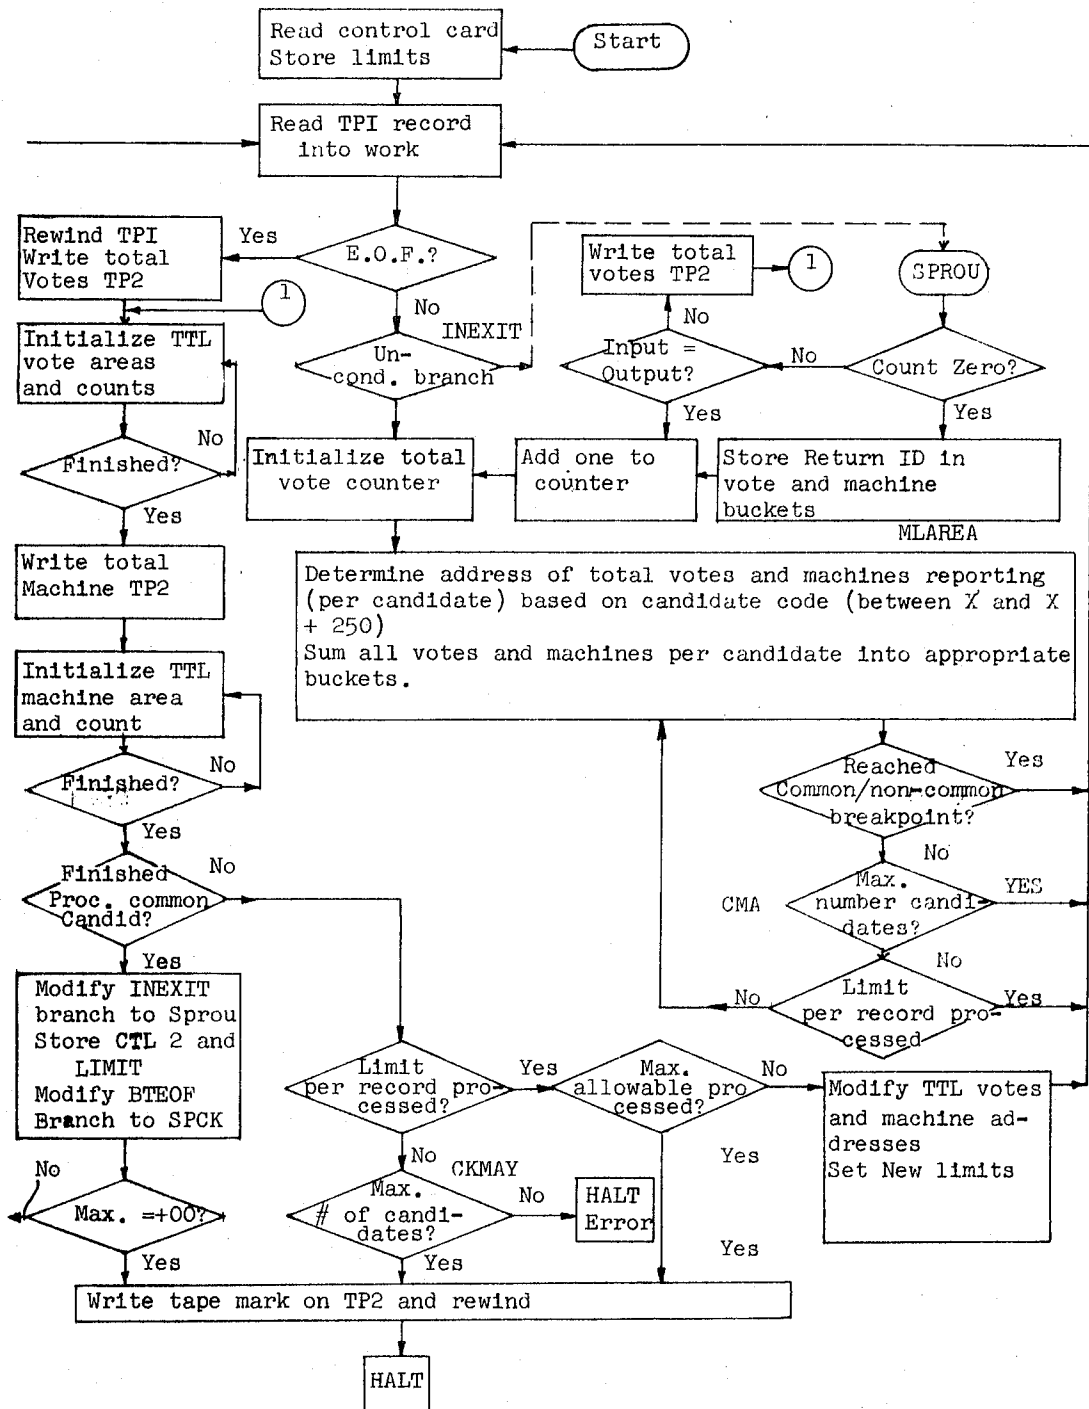 Read control card
Store limits
Start
Read TPI record
into work
Rewind TPI
Write total
Votes TP2
Yes
E.O.F.?
Write total
votes TP2
1
SPROU
1
No
INEXIT
No
Initialize TTL
vote areas
and counts
Un-
cond. branch
Input =
Output?
No
Count Zero?
Yes
Yes
No
Finished?
Initialize total
vote counter
Add one to
counter
Store Return ID in
vote and machine
buckets
Yes
MLAREA
Write total
Machine TP2
Determine address of total votes and machines reporting
(per candidate) based on candidate code (between X and X
+ 250)
Sum all votes and machines per candidate into appropriate
buckets.
Initialize TTL
machine area
and count
No
Finished?
Reached
Common/non-common
breakpoint?
Yes
Yes
No
Finished
Proc. common
Candid?
No
CMA
Max.
number candi-
dates?
YES
Yes
No
Modify INEXIT
branch to Sprou
Store CTL 2 and
LIMIT
Modify BTEOF
Branch to SPCK
No
Limit
per record pro-
cessed
Yes
Limit
per record pro-
cessed?
Yes
Max.
allowable pro
cessed?
No
Modify TTL votes
and machine ad-
dresses
Set New limits
No
CKMAY
Yes
No
Max. =+00?
Max.
# of candi-
dates?
No
HALT
Error
Yes
Yes
Yes
Write tape mark on TP2 and rewind
HALT